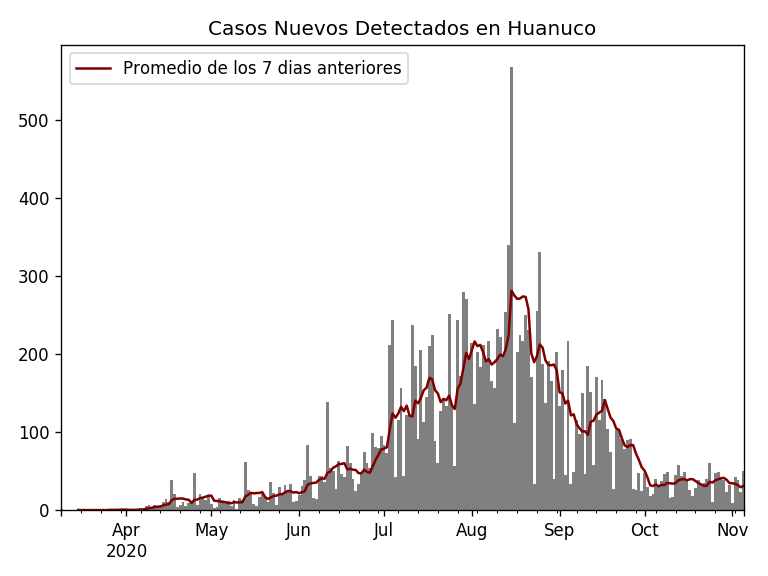 Casos Nuevos Detectados en Huanuco
Promedio de los 7 dias anteriores
500
400
300
200
100
0
Apr May Jun Jul Aug Sep Oct Nov
2020